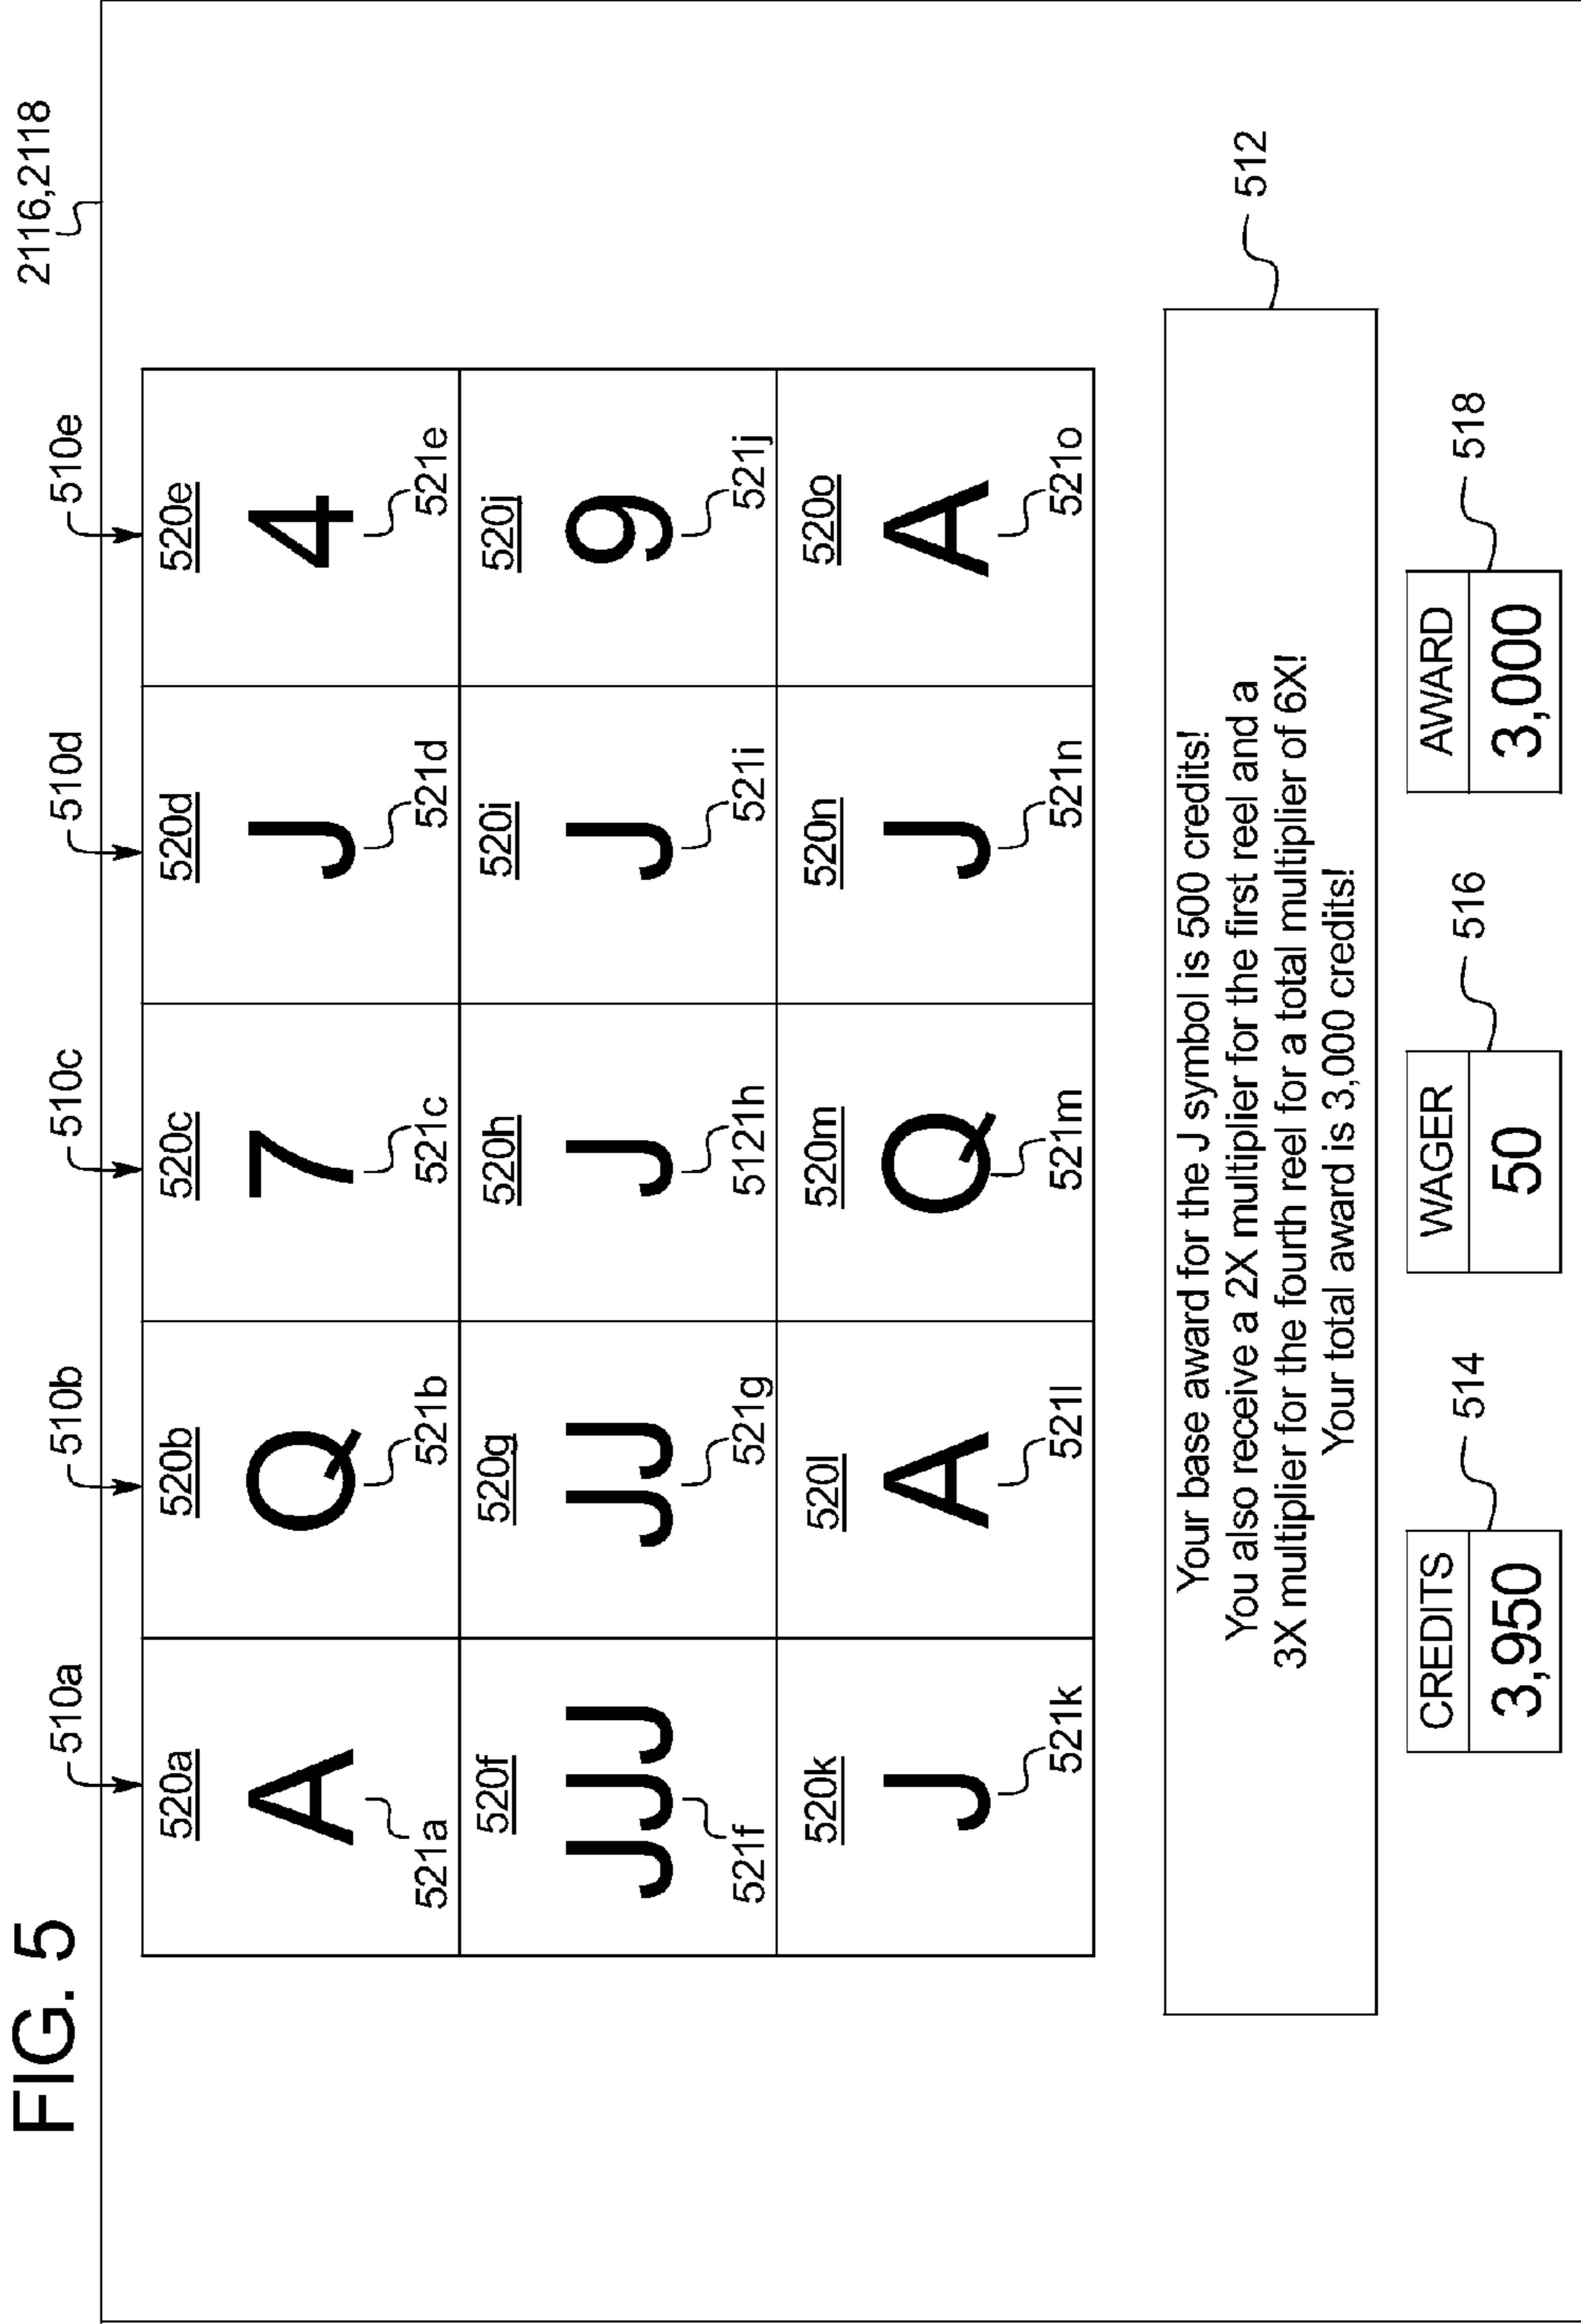 FIG. 5
2116,2118
510a 510b 510c 510d 510e
520a 520b 520c 520d 520e
A Q 7 J 4
521a 521b 521c 521d 521e
520f 520g 520h 520i 520j
JJJ JJ J J 9
521f 521g 5121h 521i 521j
520k 520l 520m 520n 520o
J A Q J A
521k 521l 521m 521n 521o
Your base award for the J symbol is 500 credits!
You also receive a 2X multiplier for the first reel and a
3X multiplier for the fourth reel for a total multiplier of 6X!
Your total award is 3,000 credits!
512
CREDITS 514 WAGER 516 AWARD 518
3,950 50 3,000